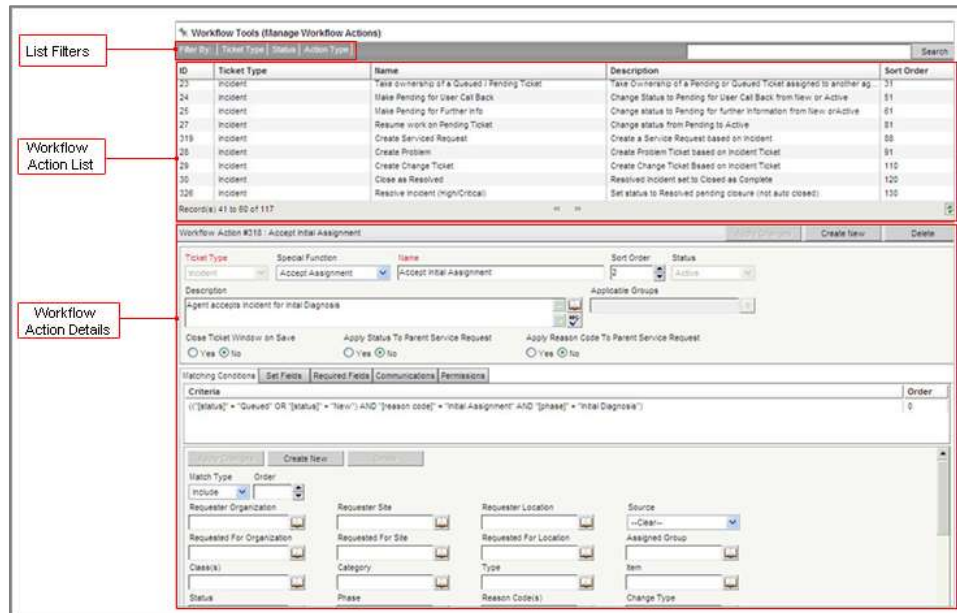 Workflow Tools (Manage Workflow Actions)
List Filters
Filter By: Ticket Type Status Action Type Search
ID Ticket Type Name Description Sort Order
23 Incident Take ownership of a Queued / Pending Ticket Take Ownership of a Pending or Queued Ticket assigned to another ag... 31
24 Incident Make Pending for User Call Back Change Status to Pending for User Call Back from New or Active 51
25 Incident Make Pending for Further Info Change status to Pending for further Information from New orActive 61
27 Incident Resume work on Pending Ticket Change status from Pending to Active 81
319 Incident Create Serviced Request Create a Service Request based on Incident 88
28 Incident Create Problem Create Problem Ticket based on Incident Ticket 91
29 Incident Create Change Ticket Create Change Ticket Based on Incident Ticket 110
30 Incident Close as Resolved Resolved Incident set to Closed as Complete 120
326 Incident Resolve Incident (High/Critical) Set status to Resolved pending closure (not auto closed) 130
Workflow
Action List
Record(s) 41 to 60 of 117
Workflow Action #318 : Accept Initial Assignment Apply Changes Create New Delete
Ticket Type Special Function Name Sort Order Status
Incident Accept Assignment Accept Initial Assignment 2 Active
Description Applicable Groups
Agent accepts Incident for Initial Diagnosis
Workflow
Action Details
Close Ticket Window on Save Apply Status To Parent Service Request Apply Reason Code To Parent Service Request
Yes No Yes No Yes No
Matching Conditions Set Fields Required Fields Communications Permissions
Criteria Order
(("[status]" = "Queued" OR "[status]" = "New") AND "[reason code]" = "Initial Assignment" AND "[phase]" = "Initial Diagnosis") 0
Apply Changes Create New Delete
Match Type Order
Include
Requester Organization Requester Site Requester Location Source
--Clear--
Requested For Organization Requested For Site Requested For Location Assigned Group
Class(s) Category Type Item
Status Phase Reason Code(s) Change Type